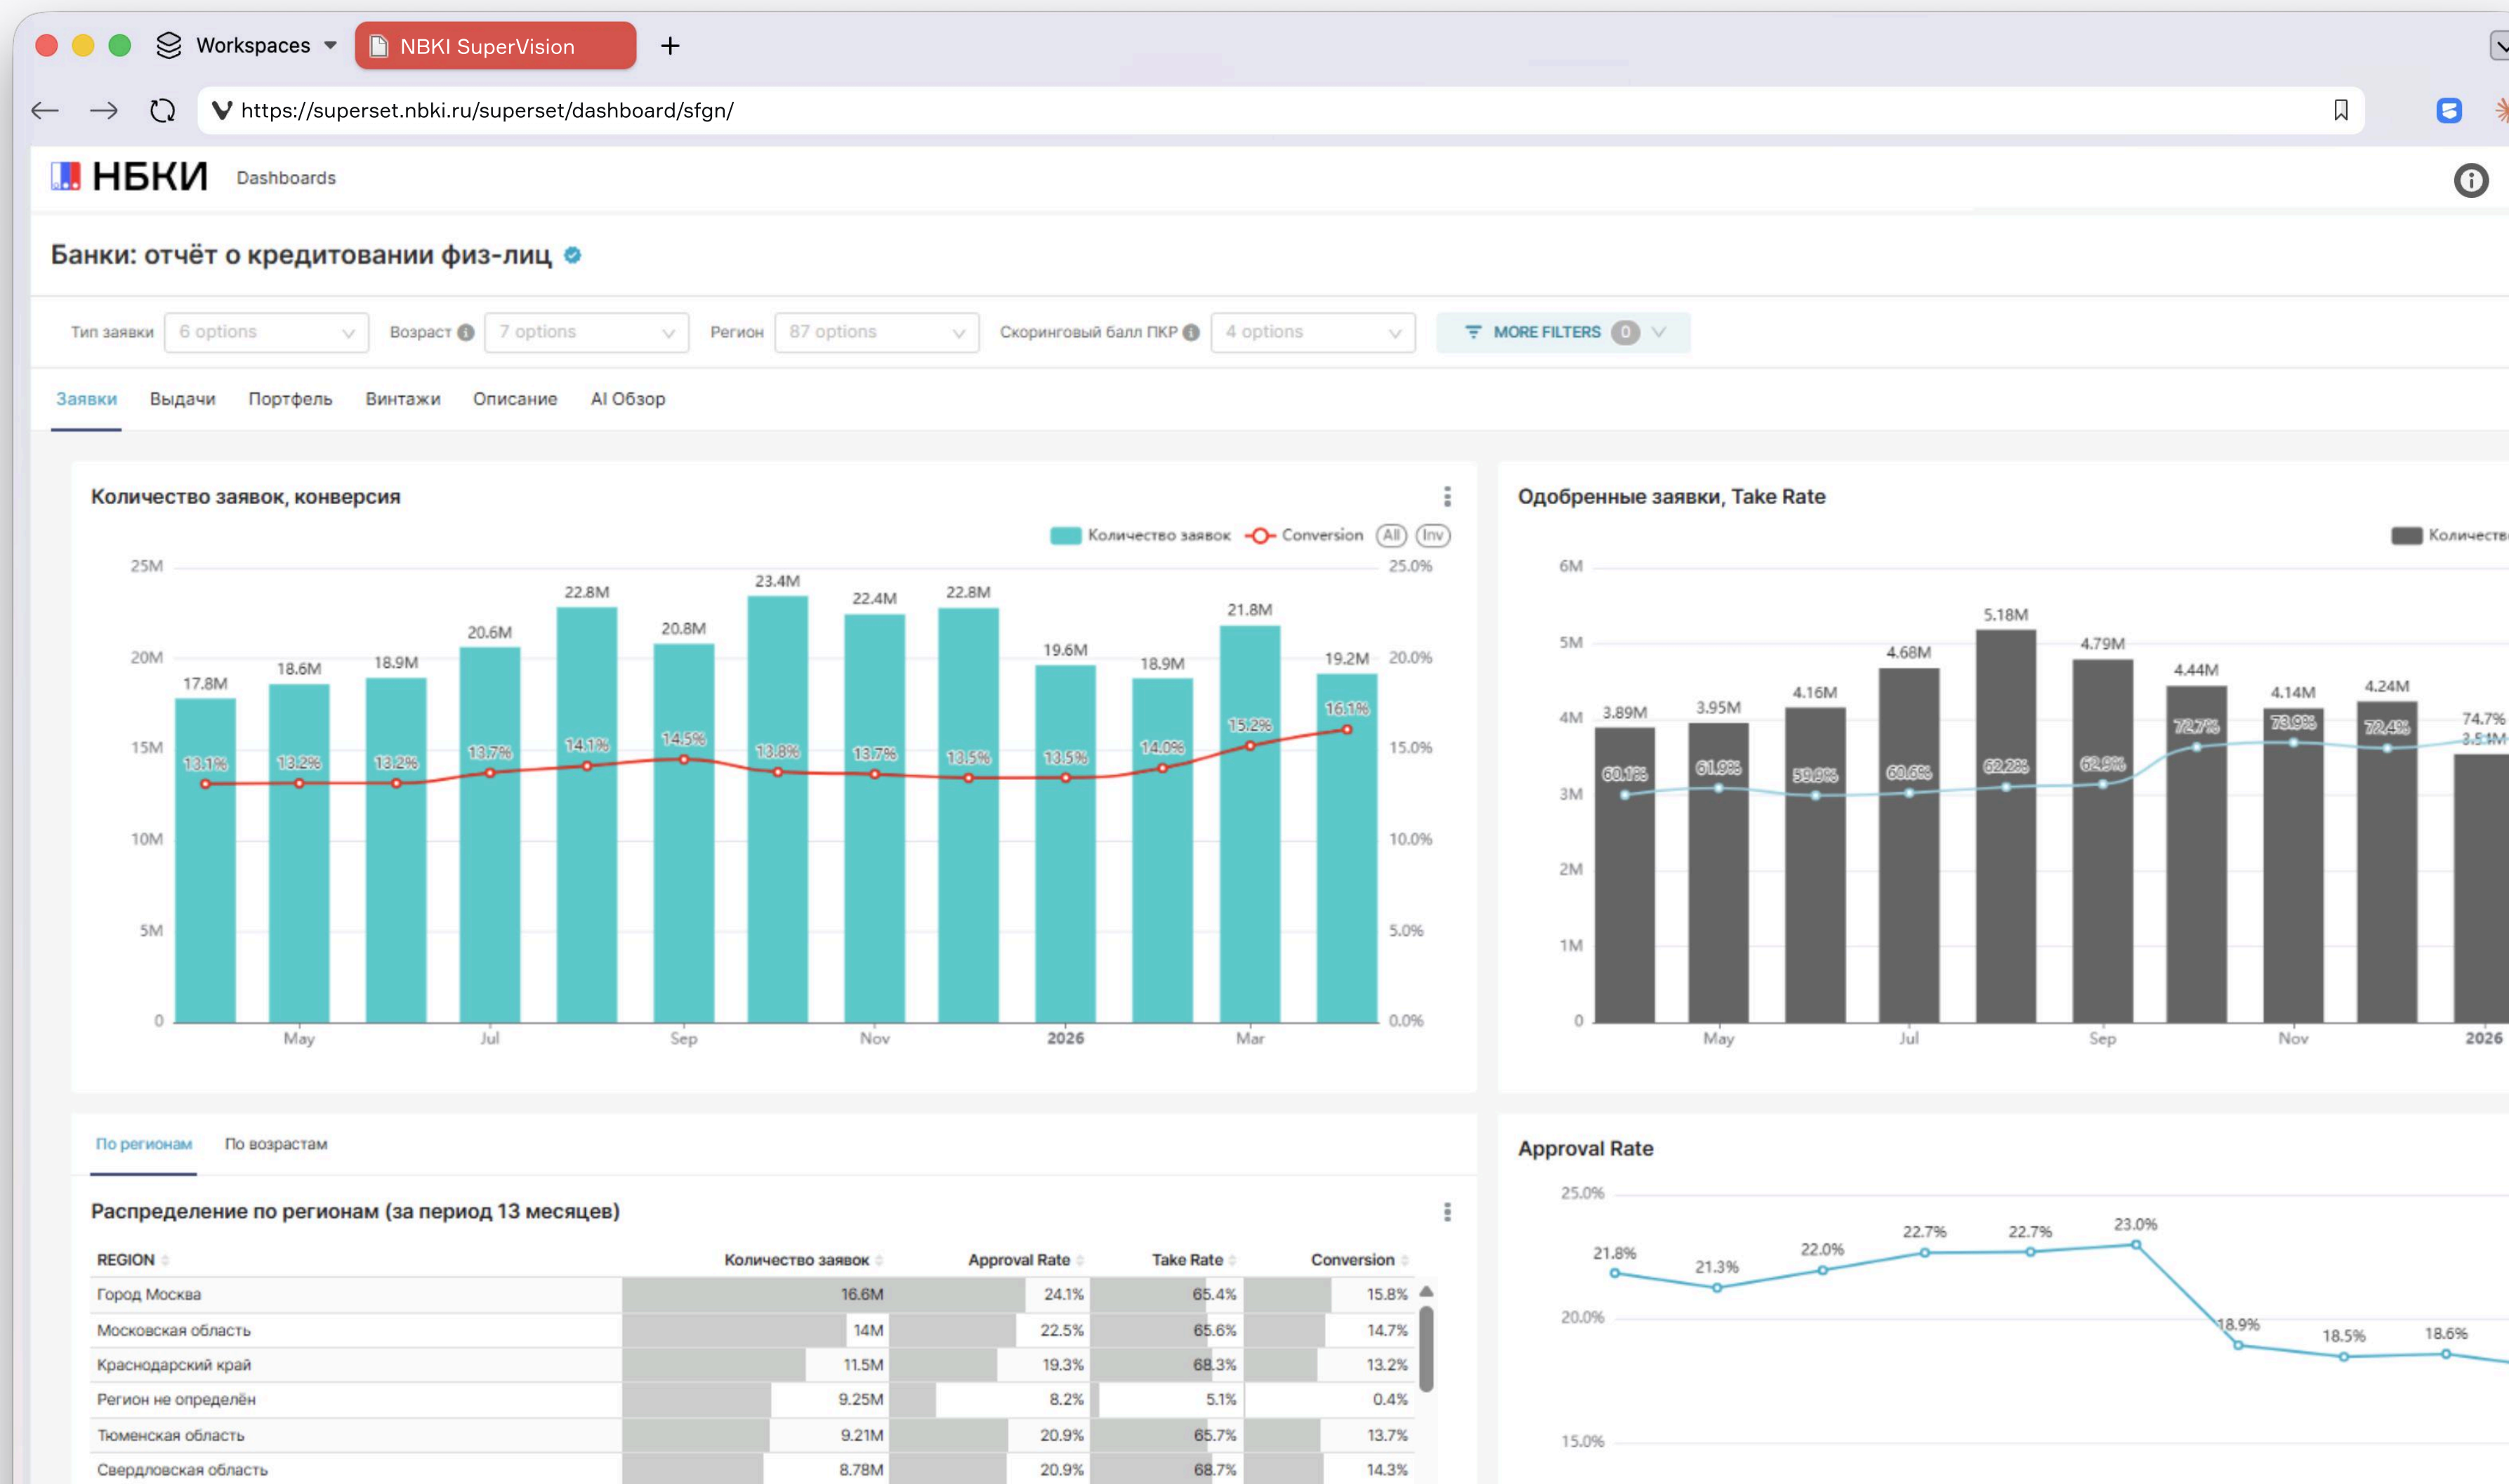 Workspaces NBKI SuperVision
https://superset.nbki.ru/superset/dashboard/sfgn/
НБКИ Dashboards
Банки: отчёт о кредитовании физ-лиц
Тип заявки 6 options Возраст 7 options Регион 87 options Скоринговый балл ПКР 4 options MORE FILTERS 0
Заявки Выдачи Портфель Винтажи Описание AI Обзор
Количество заявок, конверсия
Количество заявок Conversion All Inv
25M 25.0%
20M 20.0%
15M 15.0%
10M 10.0%
5M 5.0%
0 0.0%
17.8M 18.6M 18.9M 20.6M 22.8M 20.8M 23.4M 22.4M 22.8M 19.6M 18.9M 21.8M 19.2M
13.1% 13.2% 13.2% 13.7% 14.1% 14.5% 13.8% 13.7% 13.5% 13.5% 14.0% 15.2% 16.1%
May Jul Sep Nov 2026 Mar
Одобренные заявки, Take Rate
6M
5M
4M
3M
2M
1M
0
3.89M 3.95M 4.16M 4.68M 5.18M 4.79M 4.44M 4.14M 4.24M
60.1% 61.9% 59.9% 60.6% 62.2% 62.9% 72.7% 73.9% 72.4% 74.7%
May Jul Sep Nov 2026
По регионам По возрастам
Распределение по регионам (за период 13 месяцев)
REGION Количество заявок Approval Rate Take Rate Conversion
Город Москва 16.6M 24.1% 65.4% 15.8%
Московская область 14M 22.5% 65.6% 14.7%
Краснодарский край 11.5M 19.3% 68.3% 13.2%
Регион не определён 9.25M 8.2% 5.1% 0.4%
Тюменская область 9.21M 20.9% 65.7% 13.7%
Свердловская область 8.78M 20.9% 68.7% 14.3%
Approval Rate
25.0%
20.0%
15.0%
21.8% 21.3% 22.0% 22.7% 22.7% 23.0% 18.9% 18.5% 18.6%